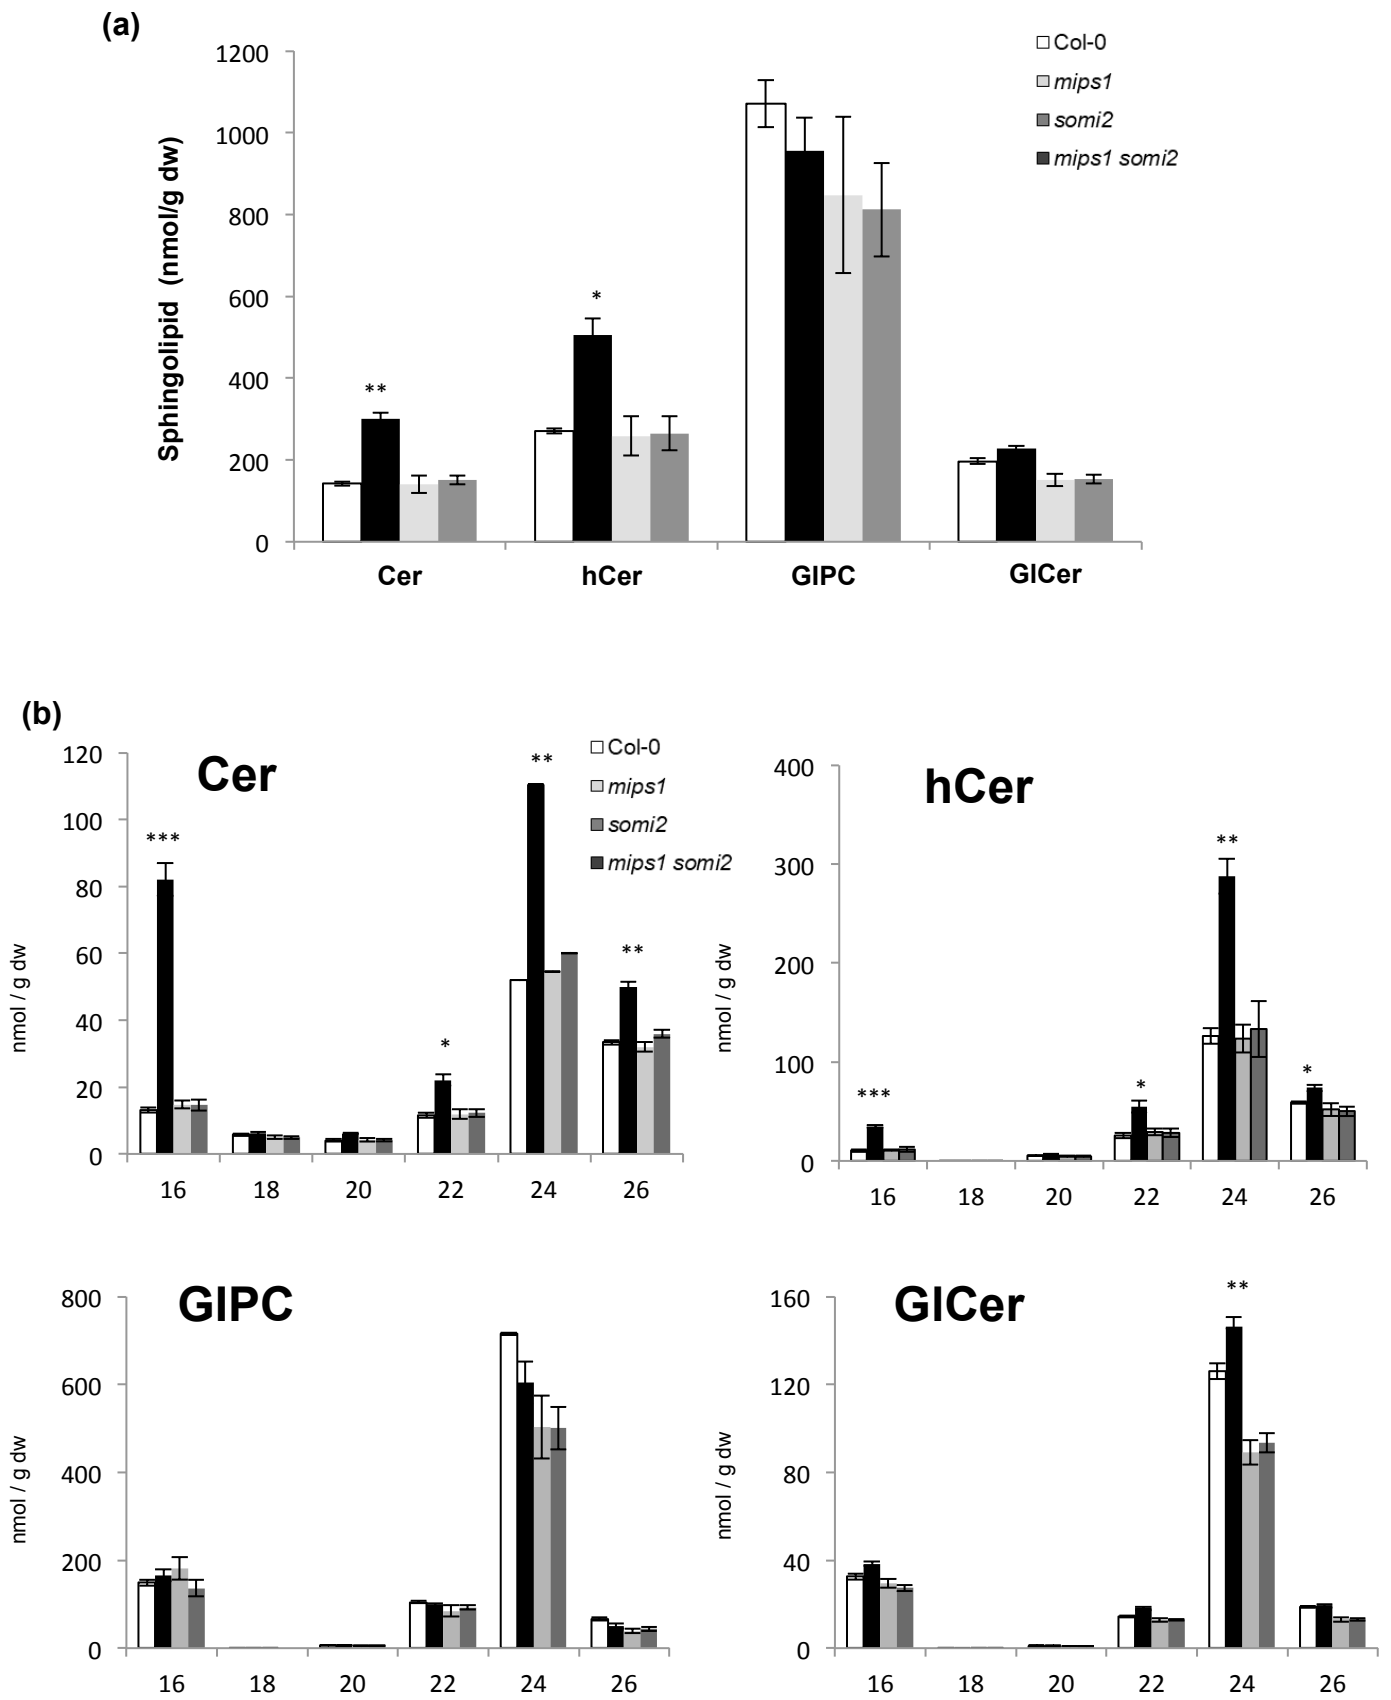 (a)
Sphingolipid (nmol/g dw)
1200
1000
800
600
400
200
0
Col-0
mips1
somi2
mips1 somi2
**
*
Cer hCer GIPC GlCer
(b)
Cer
nmol / g dw
120
100
80
60
40
20
0
Col-0
mips1
somi2
mips1 somi2
***
*
**
**
16 18 20 22 24 26
hCer
nmol / g dw
400
300
200
100
0
***
*
**
*
16 18 20 22 24 26
GIPC
nmol / g dw
800
600
400
200
0
16 18 20 22 24 26
GlCer
nmol / g dw
160
120
80
40
0
**
16 18 20 22 24 26